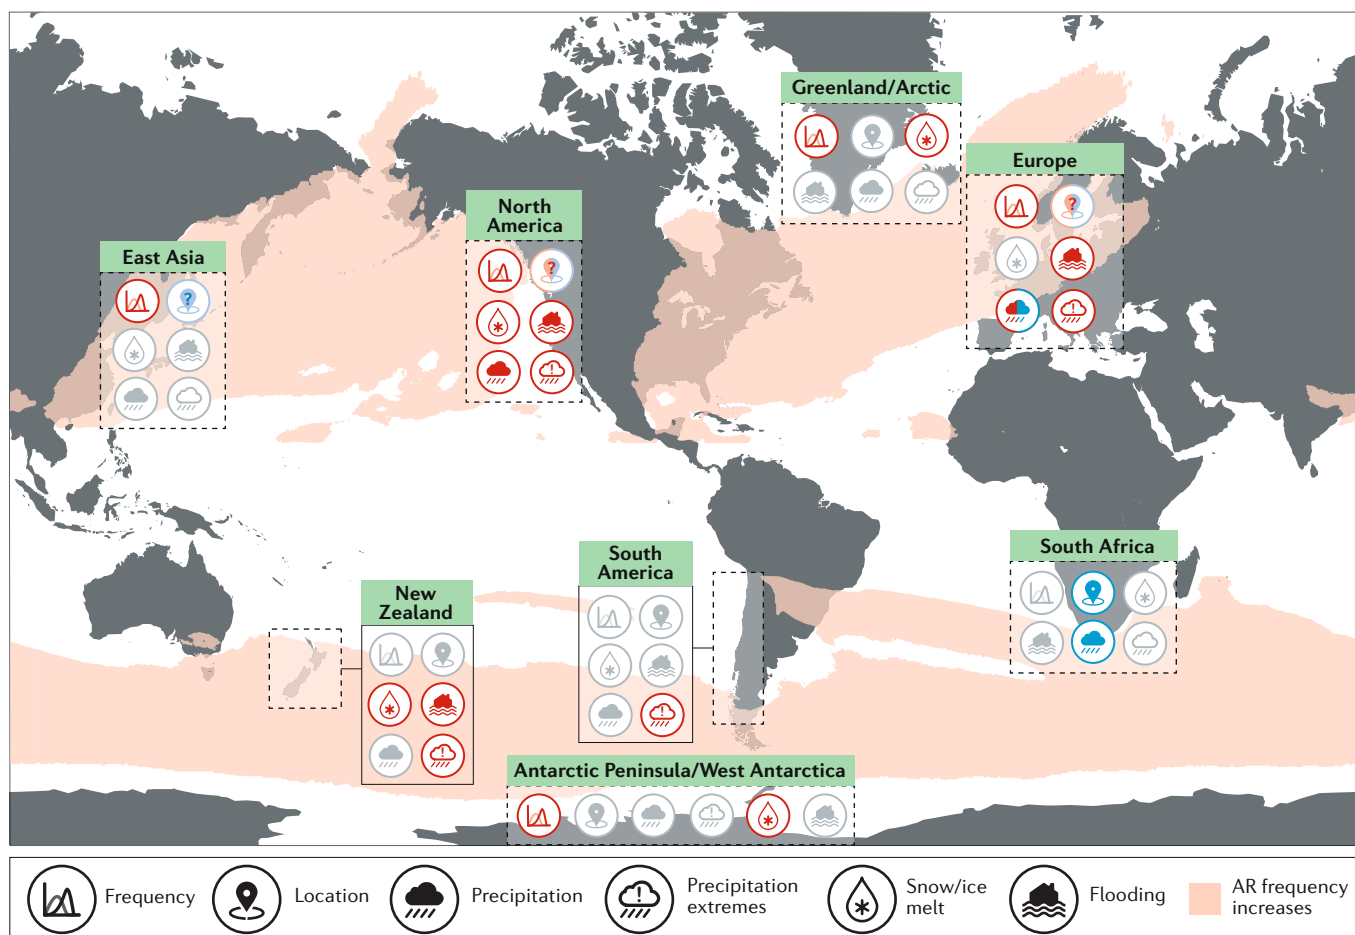 Greenland/Arctic
Europe
?
North
America
?
East Asia
?
South Africa
South
America
New
Zealand
Antarctic Peninsula/West Antarctica
Frequency
Location
Precipitation
Precipitation
extremes
Snow/ice
melt
Flooding
AR frequency
increases